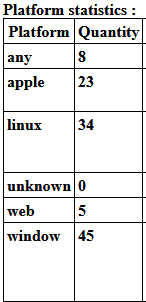 Platform statistics :
Platform Quantity
any 8
apple 23
linux 34
unknown 0
web 5
window 45